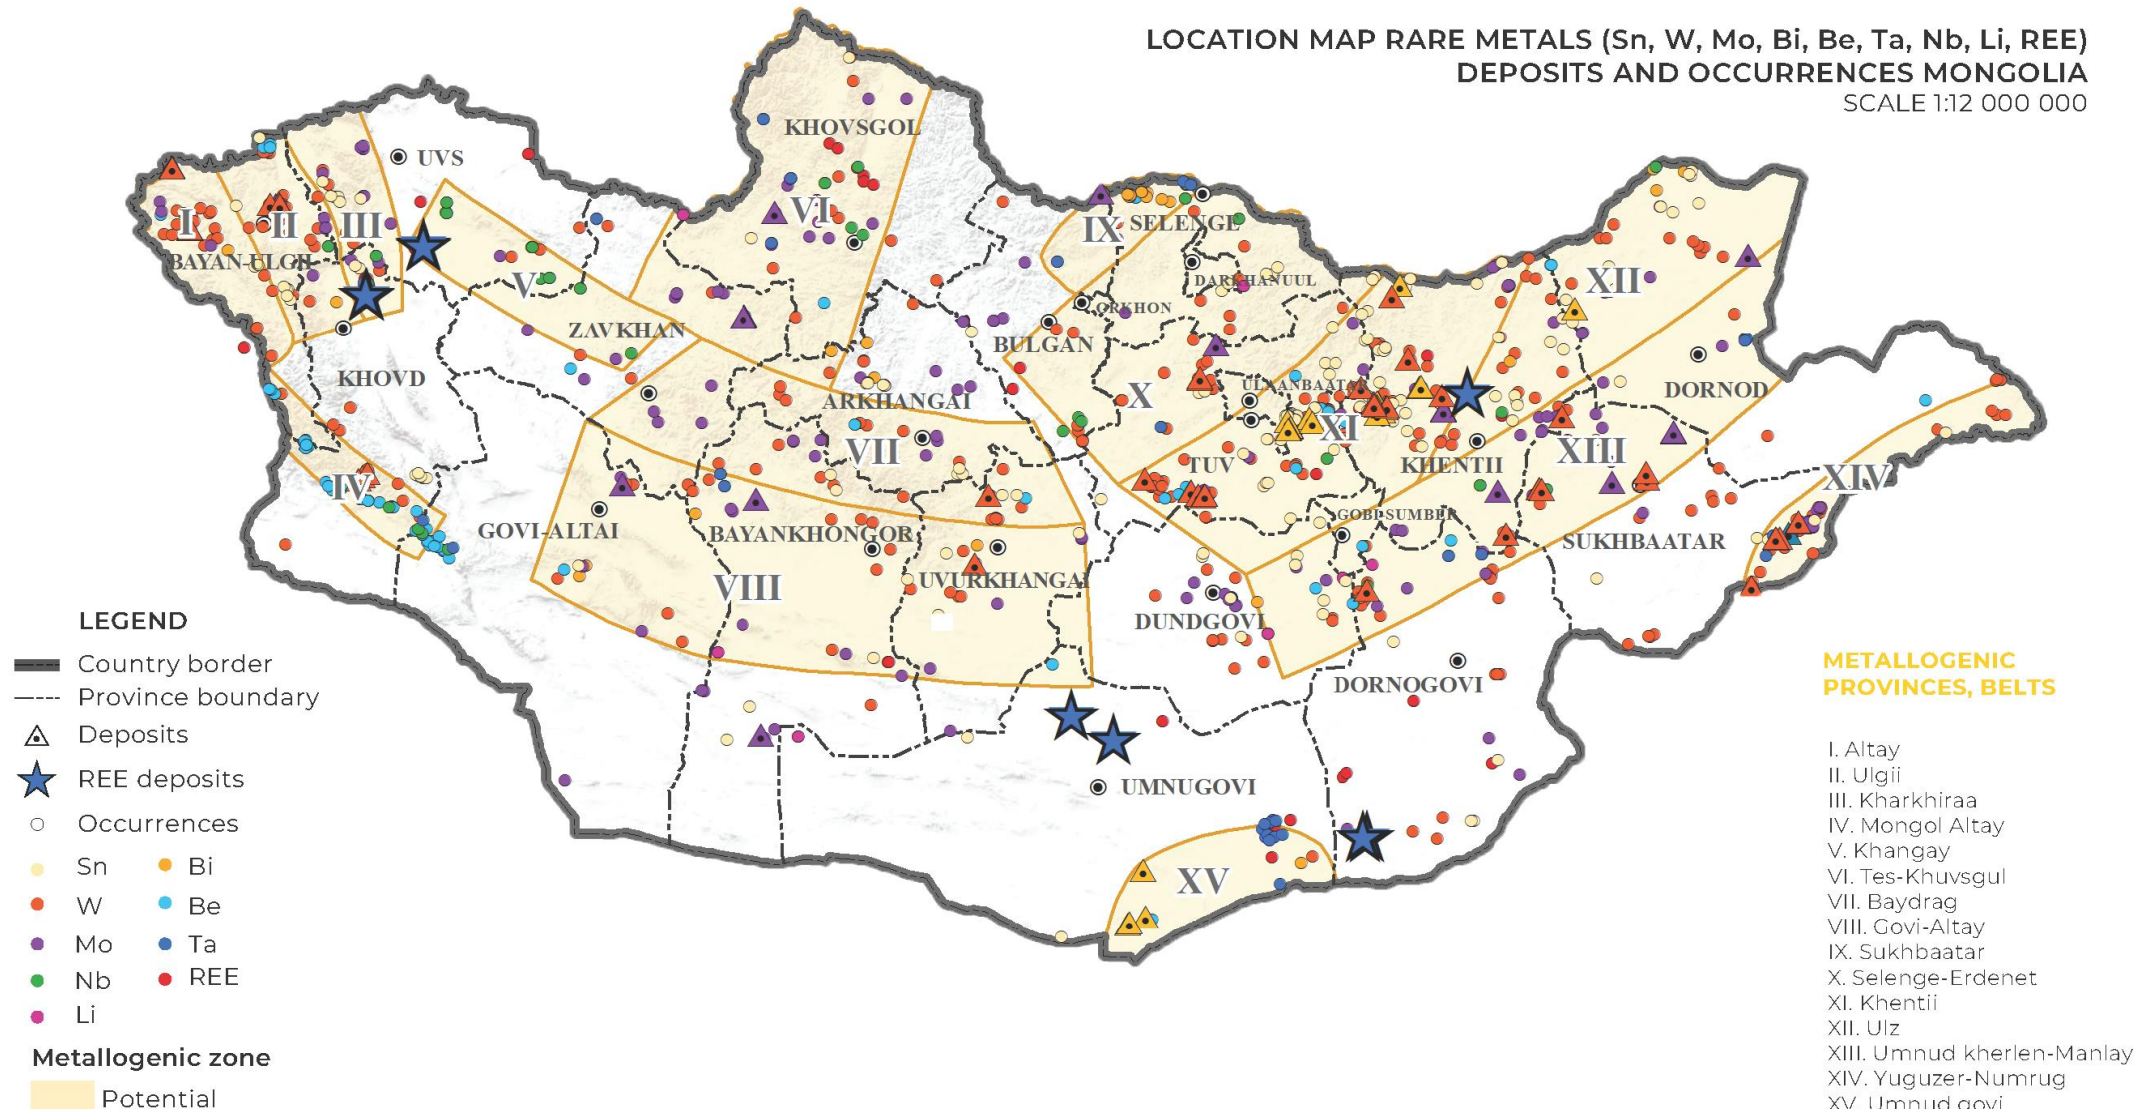 LOCATION MAP RARE METALS (Sn, W, Mo, Bi, Be, Ta, Nb, Li, REE)
DEPOSITS AND OCCURRENCES MONGOLIA
SCALE 1:12 000 000
KHOVSGOL
UVS
I
II
III
VI
IX
SELENGE
BAYAN-ULGII
DARKHANUUL
XII
V
ORKHON
ZAVKHAN
BULGAN
KHOVD
ULAANBAATAR
DORNOD
ARKHANGAI
X
XI
VII
TUV
KHENTII
XIII
IV
XIV
GOVI-ALTAI
BAYANKHONGOR
GOBI SUMBER
SUKHBAATAR
VIII
UVURKHANGAI
DUNDGOVI
DORNOGOVI
UMNUGOVI
XV
LEGEND
Country border
Province boundary
Deposits
REE deposits
Occurrences
Sn
Bi
W
Be
Mo
Ta
Nb
REE
Li
Metallogenic zone
Potential
METALLOGENIC
PROVINCES, BELTS
I. Altay
II. Ulgii
III. Kharkhiraa
IV. Mongol Altay
V. Khangay
VI. Tes-Khuvsgul
VII. Baydrag
VIII. Govi-Altay
IX. Sukhbaatar
X. Selenge-Erdenet
XI. Khentii
XII. Ulz
XIII. Umnud kherlen-Manlay
XIV. Yuguzer-Numrug
XV. Umnud govi